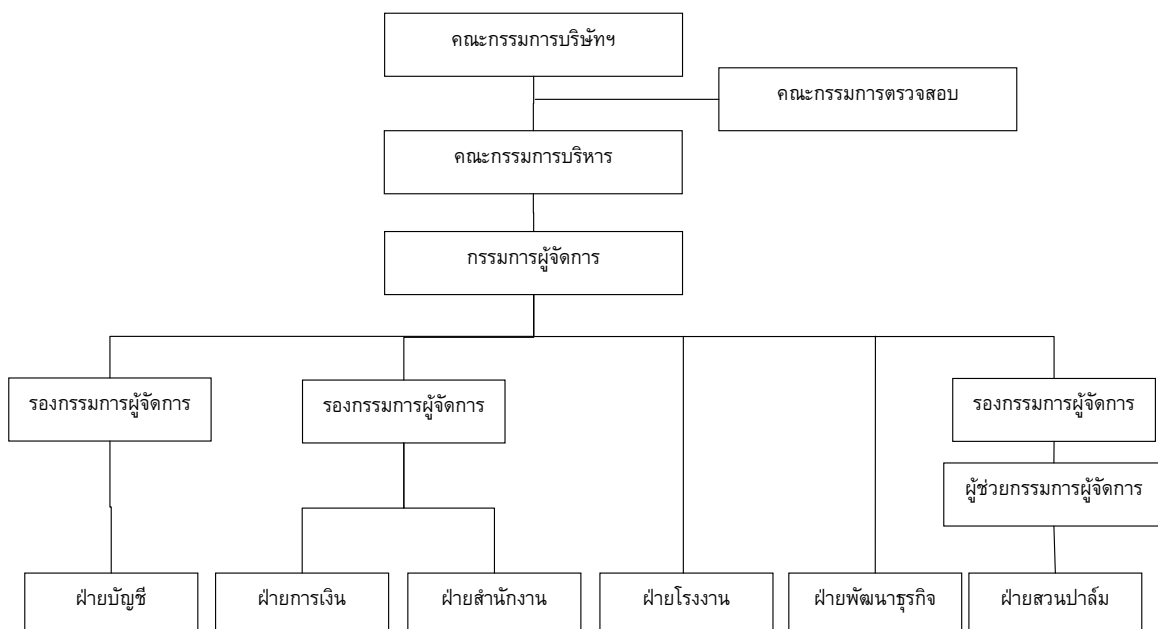 คณะกรรมการบริษัทฯ
คณะกรรมการตรวจสอบ
คณะกรรมการบริหาร
กรรมการผู้จัดการ
รองกรรมการผู้จัดการ
รองกรรมการผู้จัดการ
รองกรรมการผู้จัดการ
ผู้ช่วยกรรมการผู้จัดการ
ฝ่ายบัญชี
ฝ่ายการเงิน
ฝ่ายสำนักงาน
ฝ่ายโรงงาน
ฝ่ายพัฒนาธุรกิจ
ฝ่ายสวนปาล์ม